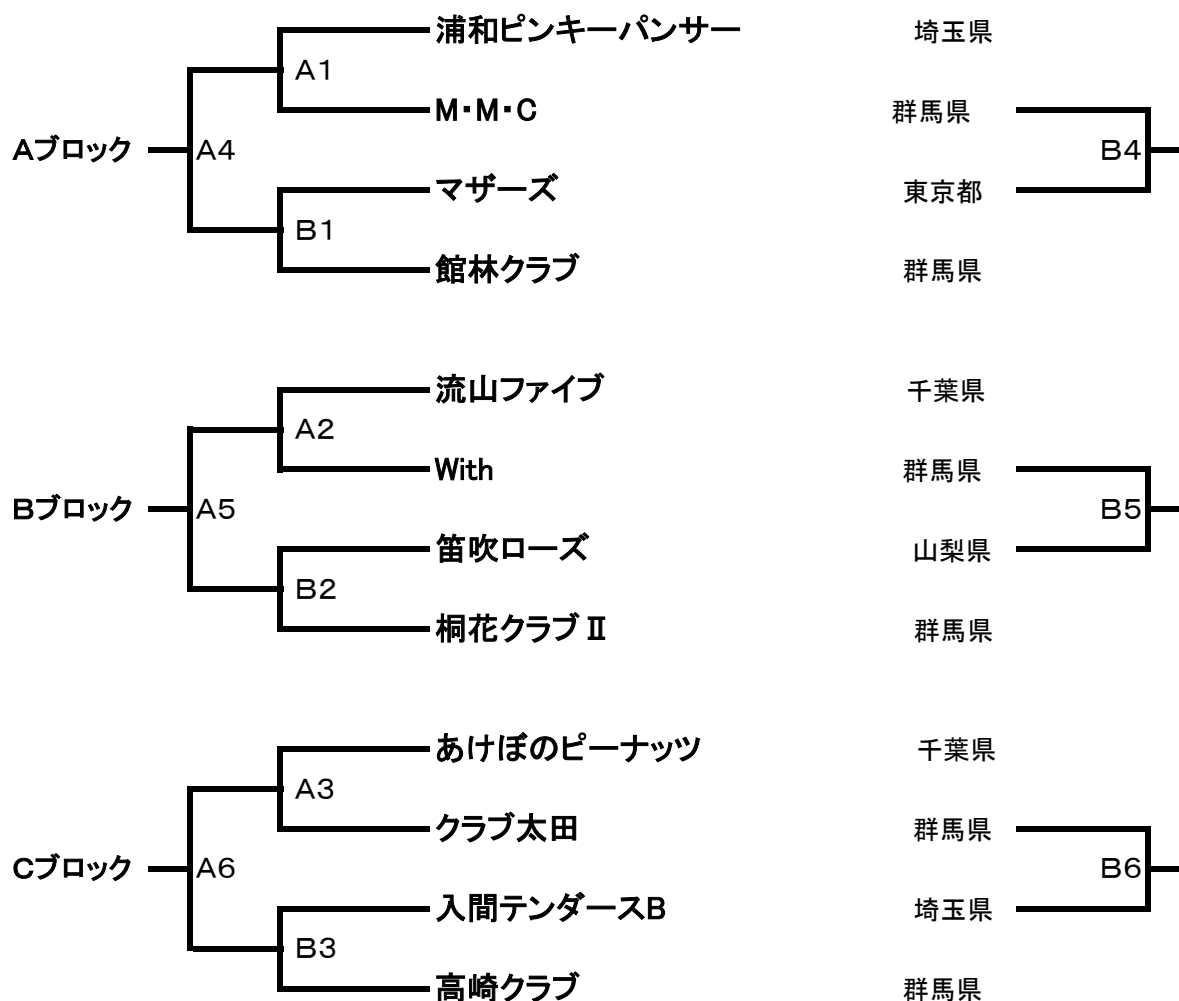 浦和ピンキーパンサー 埼玉県
A1
M・M・C 群馬県
Aブロック A4 B4
マザーズ 東京都
B1
館林クラブ 群馬県
流山ファイブ 千葉県
A2
With 群馬県
Bブロック A5 B5
笛吹ローズ 山梨県
B2
桐花クラブⅡ 群馬県
あけぼのピーナッツ 千葉県
A3
クラブ太田 群馬県
Cブロック A6 B6
入間テンダースB 埼玉県
B3
高崎クラブ 群馬県